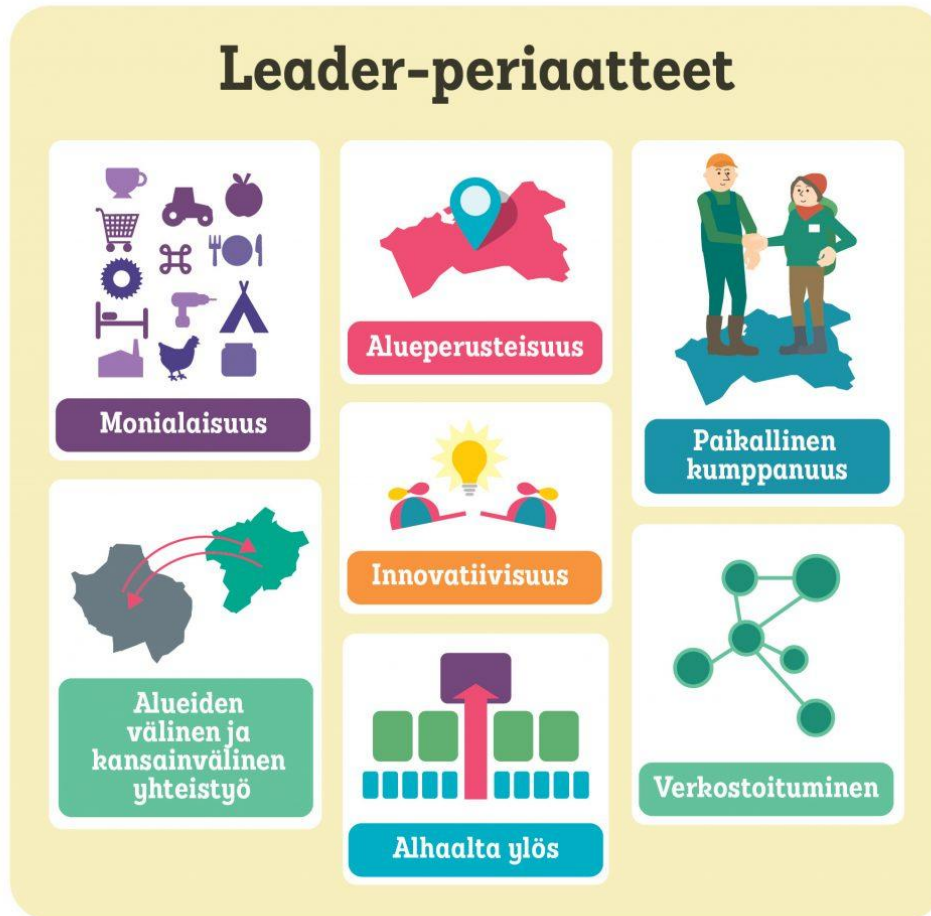 Leader-periaatteet
Monialaisuus
Alueperusteisuus
Paikallinen
kumppanuus
Innovatiivisuus
Alueiden
välinen ja
kansainvälinen
yhteistyö
Alhaalta ylös
Verkostoituminen